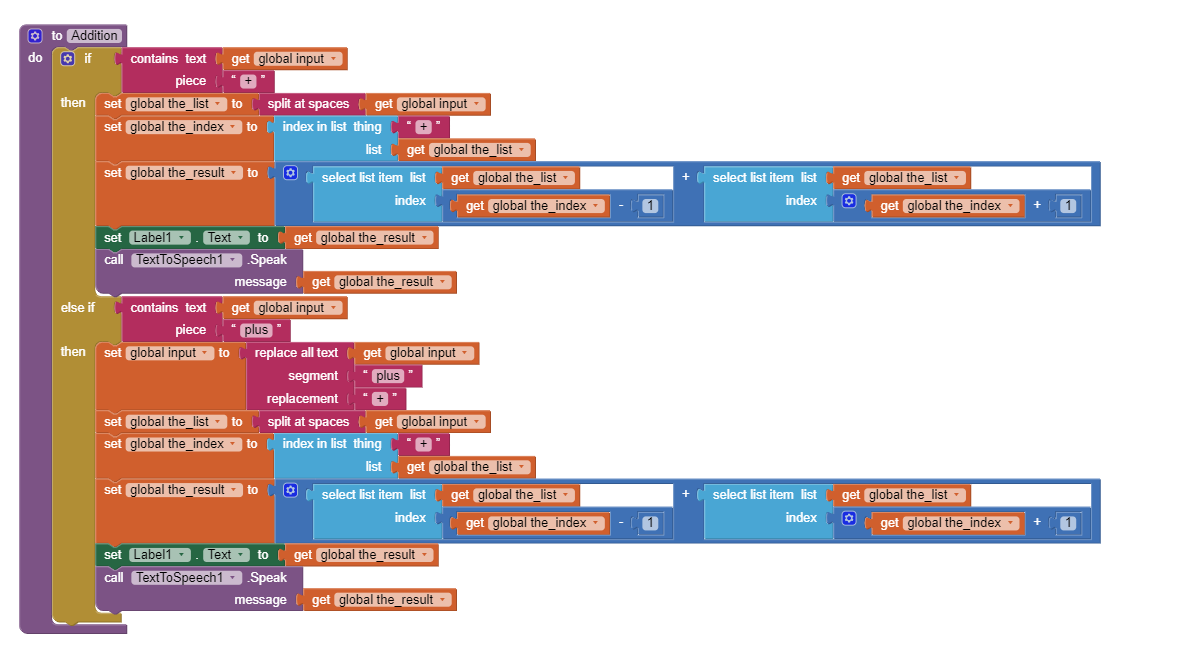 to Addition
do if contains text get global input
piece " + "
then set global the_list to split at spaces get global input
set global the_index to index in list thing " + "
list get global the_list
set global the_result to select list item list get global the_list + select list item list get global the_list
index get global the_index - 1 index get global the_index + 1
set Label1 . Text to get global the_result
call TextToSpeech1 .Speak
message get global the_result
else if contains text get global input
piece " plus "
then set global input to replace all text get global input
segment " plus "
replacement " + "
set global the_list to split at spaces get global input
set global the_index to index in list thing " + "
list get global the_list
set global the_result to select list item list get global the_list + select list item list get global the_list
index get global the_index - 1 index get global the_index + 1
set Label1 . Text to get global the_result
call TextToSpeech1 .Speak
message get global the_result